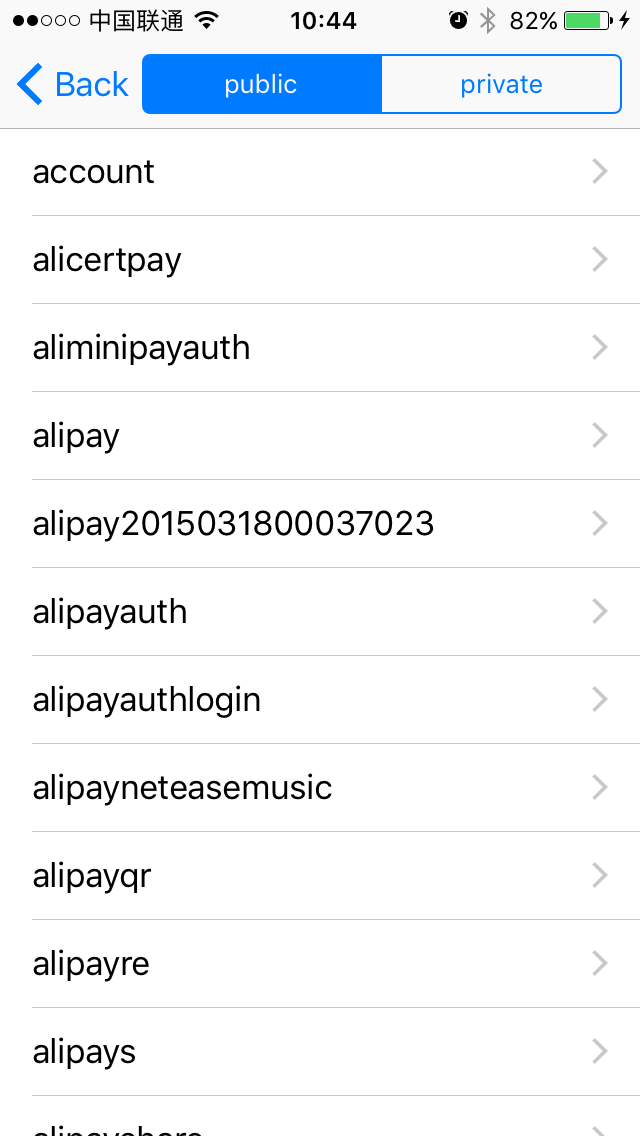 中国联通 10:44 82%
Back public private
account
alicertpay
aliminipayauth
alipay
alipay2015031800037023
alipayauth
alipayauthlogin
alipayneteasemusic
alipayqr
alipayre
alipays